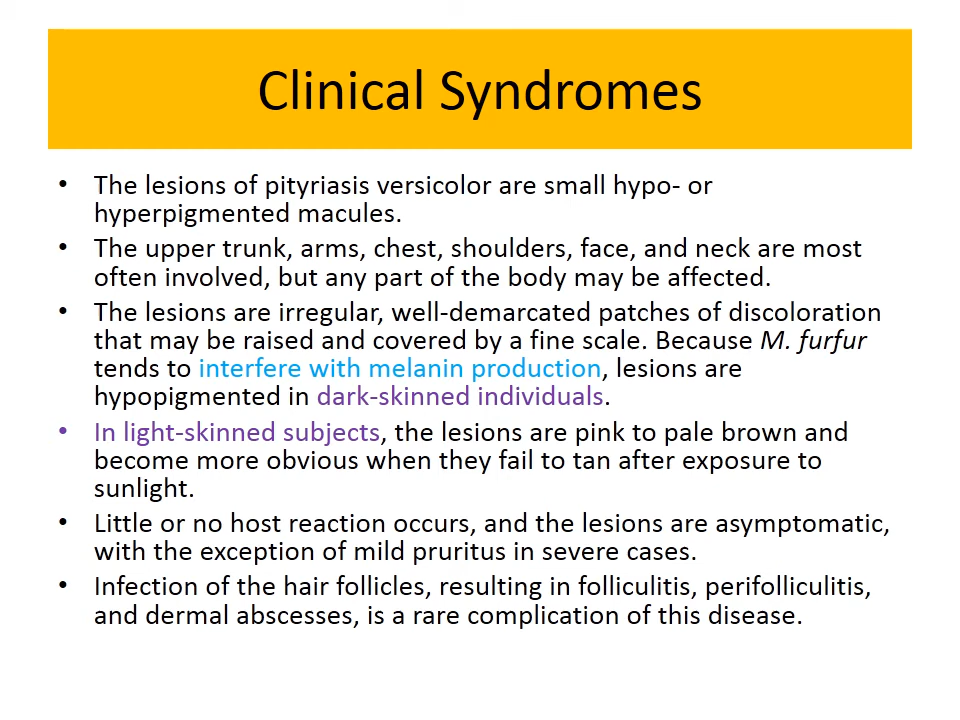 Clinical Syndromes
• The lesions of pityriasis versicolor are small hypo- or
hyperpigmented macules.
• The upper trunk, arms, chest, shoulders, face, and neck are most
often involved, but any part of the body may be affected.
• The lesions are irregular, well-demarcated patches of discoloration
that may be raised and covered by a fine scale. Because M. furfur
tends to interfere with melanin production, lesions are
hypopigmented in dark-skinned individuals.
• In light-skinned subjects, the lesions are pink to pale brown and
become more obvious when they fail to tan after exposure to
sunlight.
• Little or no host reaction occurs, and the lesions are asymptomatic,
with the exception of mild pruritus in severe cases.
• Infection of the hair follicles, resulting in folliculitis, perifolliculitis,
and dermal abscesses, is a rare complication of this disease.